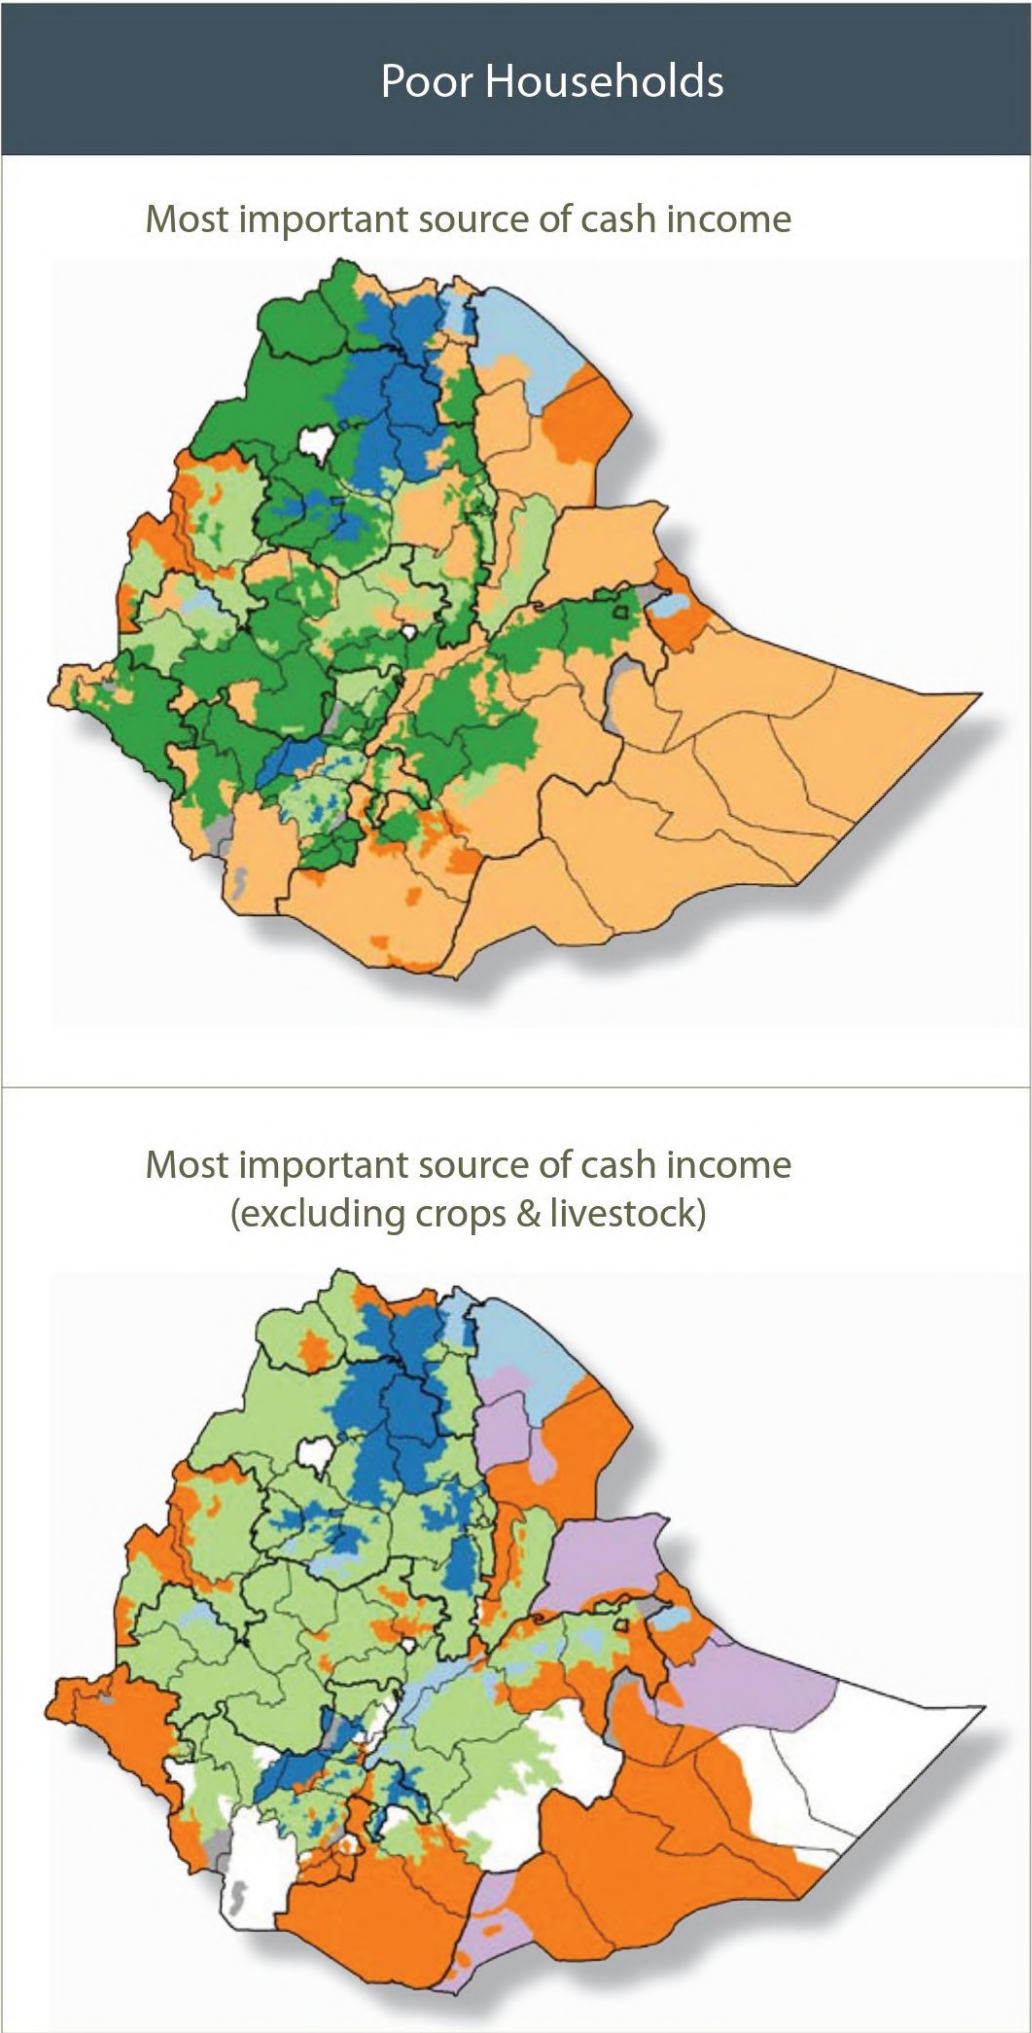 Poor Households
Most important source of cash income
Most important source of cash income
(excluding crops & livestock)